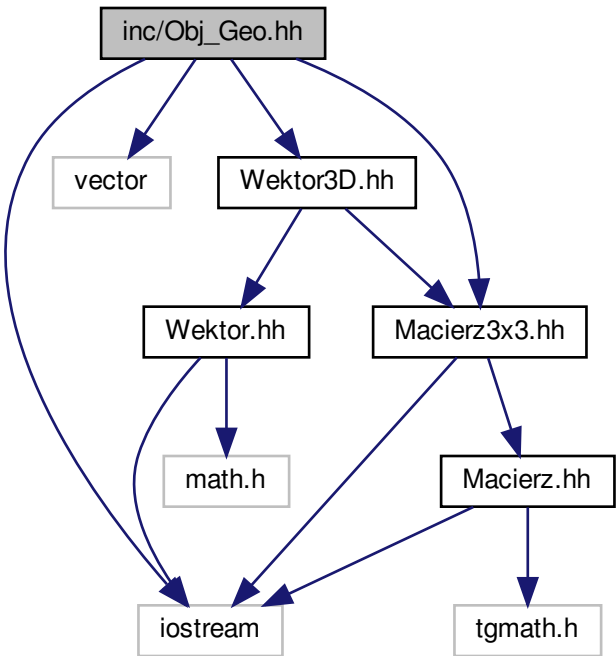 inc/Obj_Geo.hh
vector
Wektor3D.hh
Wektor.hh
Macierz3x3.hh
math.h
Macierz.hh
iostream
tgmath.h